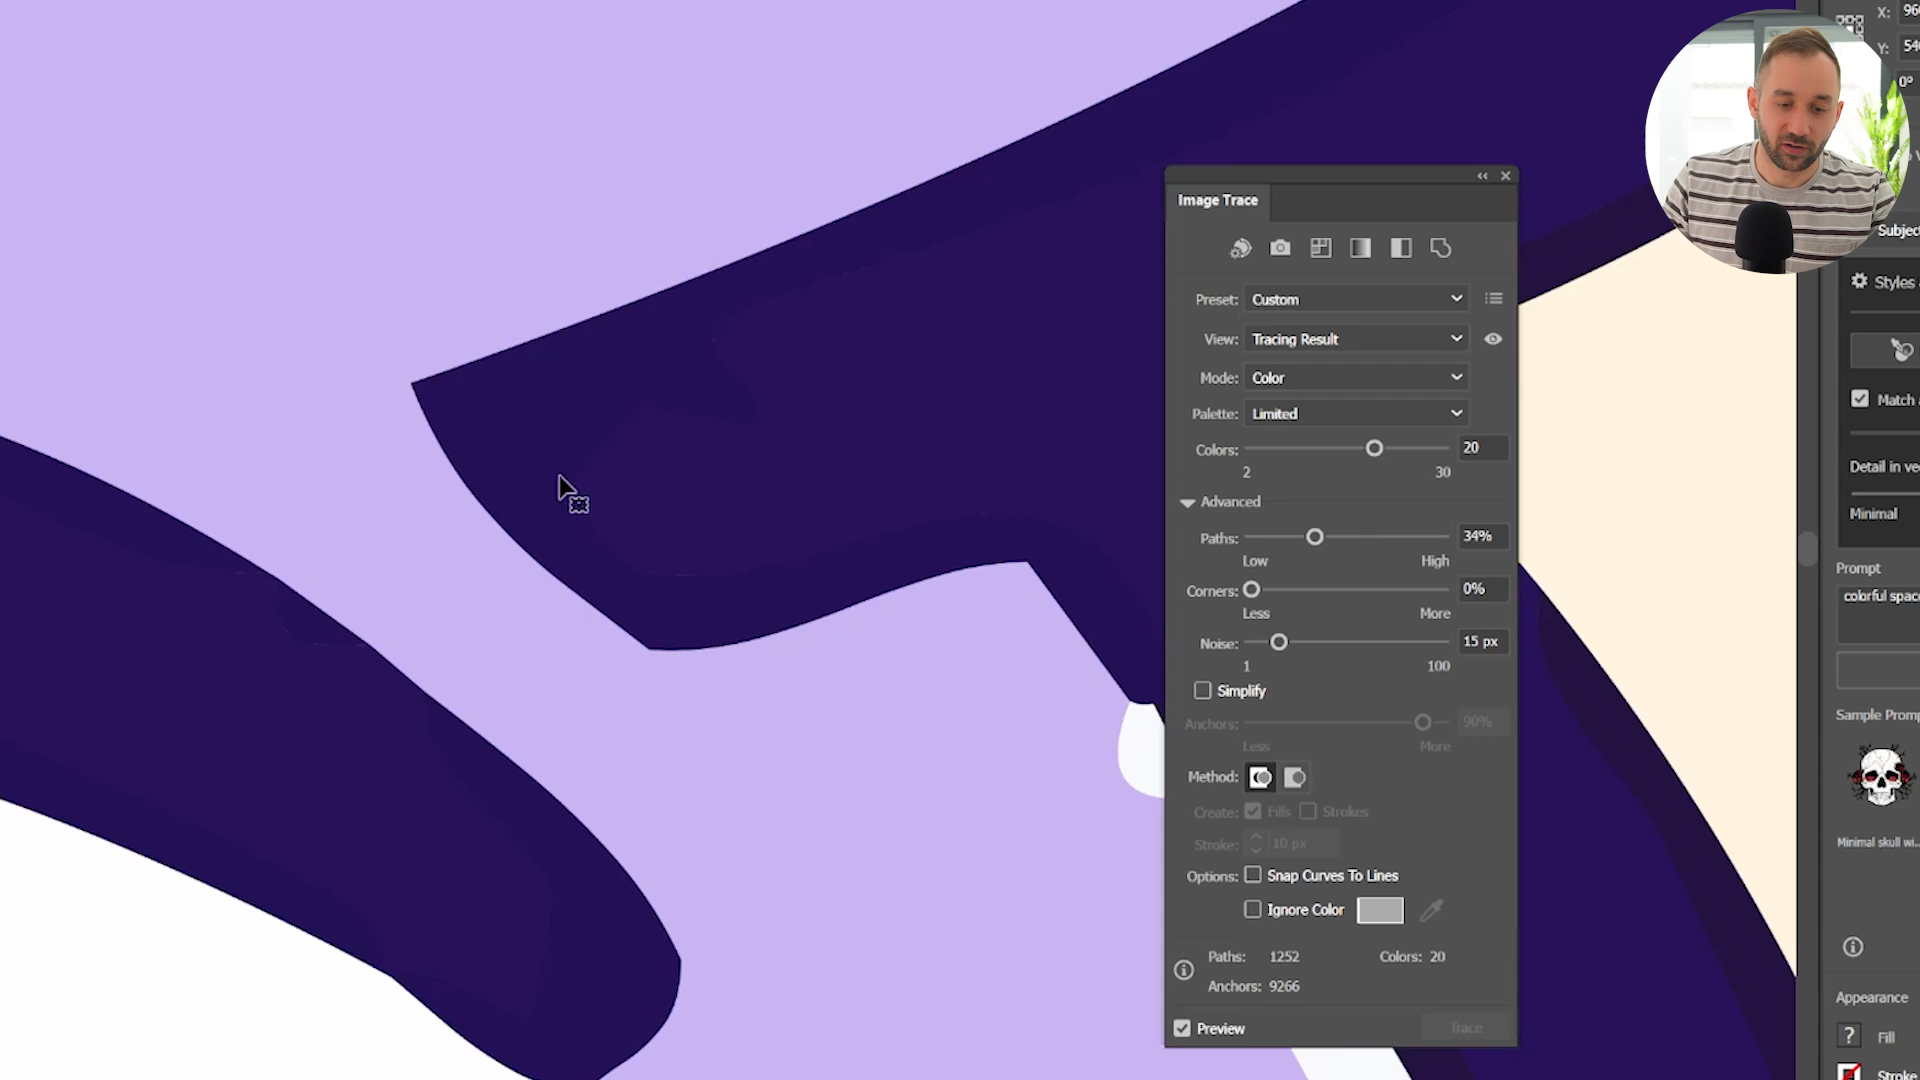 X: 96
Y: 54
0°
Image Trace
Preset: Custom
View: Tracing Result
Mode: Color
Palette: Limited
Colors: 20
2 30
Advanced
Paths: 34%
Low High
Corners: 0%
Less More
Noise: 15 px
1 100
Simplify
Anchors: 90%
Less More
Method:
Create: Fills Strokes
Stroke: 10 px
Options: Snap Curves To Lines
Ignore Color
Paths: 1252 Colors: 20
Anchors: 9266
Preview Trace
Subject
Styles
Match
Detail in ve
Minimal
Prompt
colorful spac
Sample Promp
Minimal skull wi...
Appearance
? Fill
Stroke